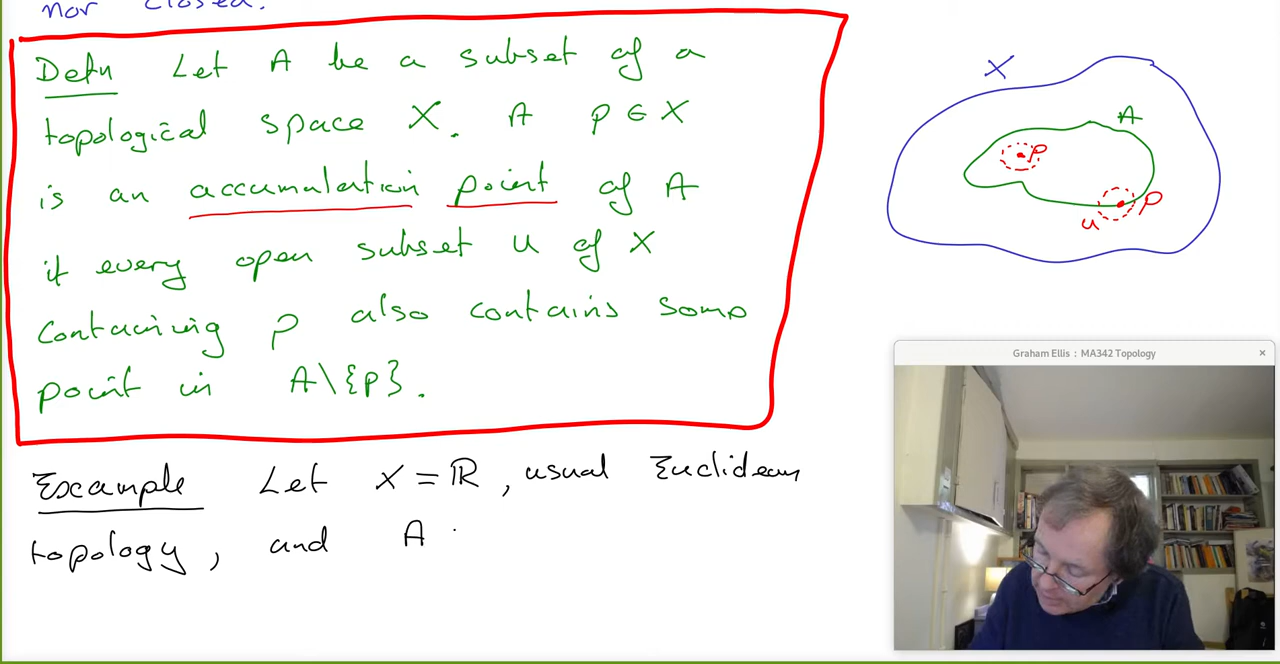 nor closed.
Defn Let A be a subset of a
topological space X. A p ∈ X
is an accumulation point of A
if every open subset U of X
containing p also contains some
point in A\{p}.
Example Let X = ℝ, usual Euclidean
topology, and A
X
A
p
p
u
Graham Ellis : MA342 Topology